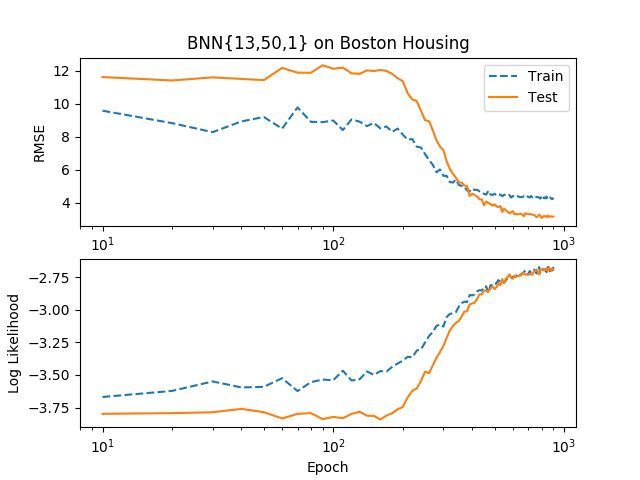 BNN{13,50,1} on Boston Housing
12
10
8
6
4
RMSE
Train
Test
10¹
10²
10³
−2.75
−3.00
−3.25
−3.50
−3.75
Log Likelihood
10¹
10²
10³
Epoch